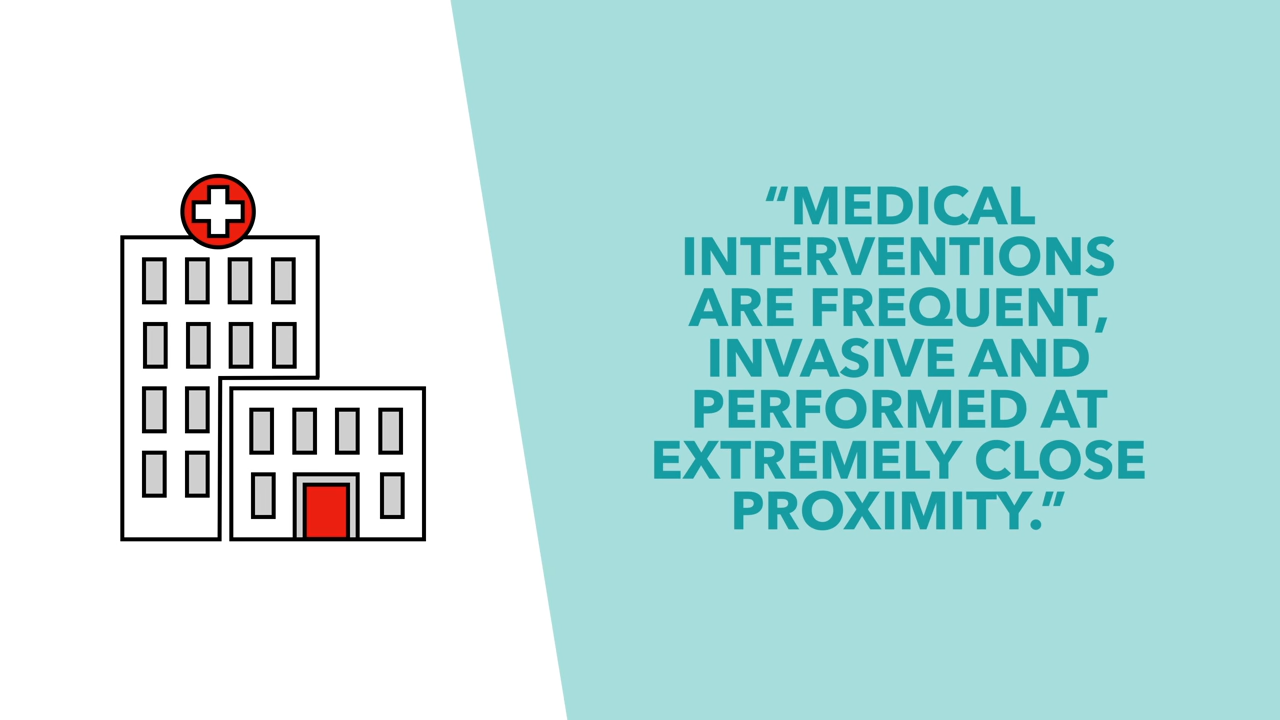 “MEDICAL
INTERVENTIONS
ARE FREQUENT,
INVASIVE AND
PERFORMED AT
EXTREMELY CLOSE
PROXIMITY.”